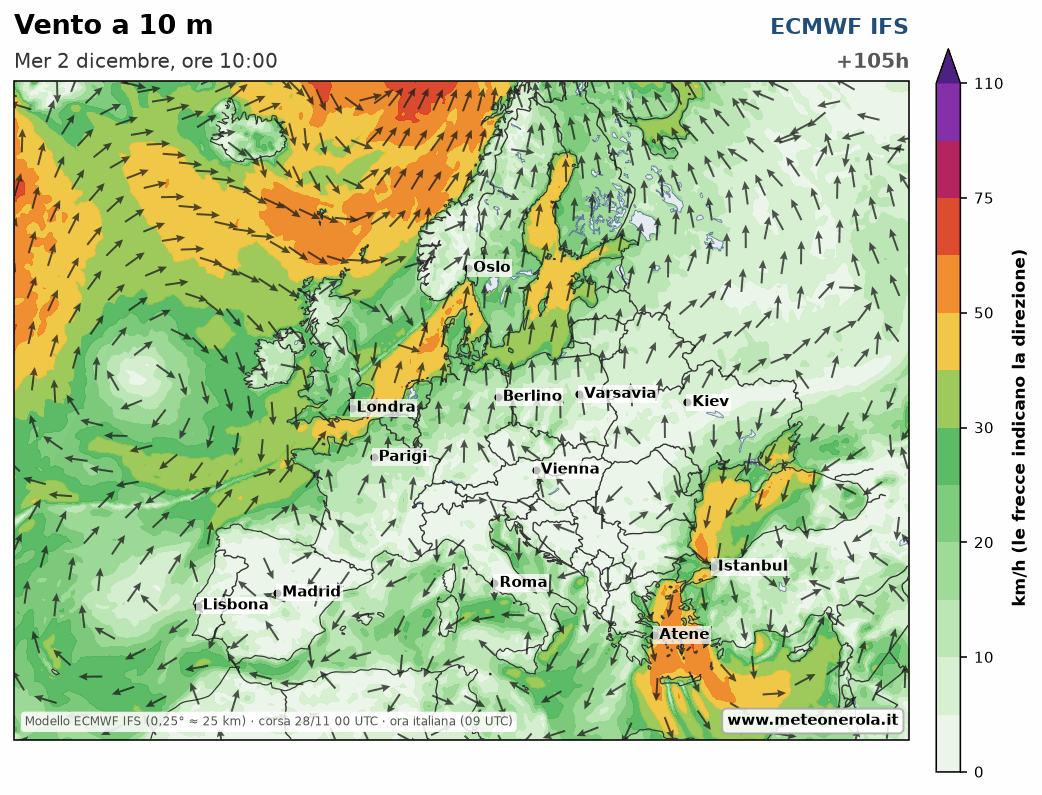 Vento a 10 m
ECMWF IFS
Mer 2 dicembre, ore 10:00
+105h
110
75
50
30
20
10
0
km/h (le frecce indicano la direzione)
Oslo
Londra
Berlino
Varsavia
Kiev
Parigi
Vienna
Istanbul
Roma
Madrid
Lisbona
Atene
Modello ECMWF IFS (0,25° ≈ 25 km) · corsa 28/11 00 UTC · ora italiana (09 UTC)
www.meteonerola.it